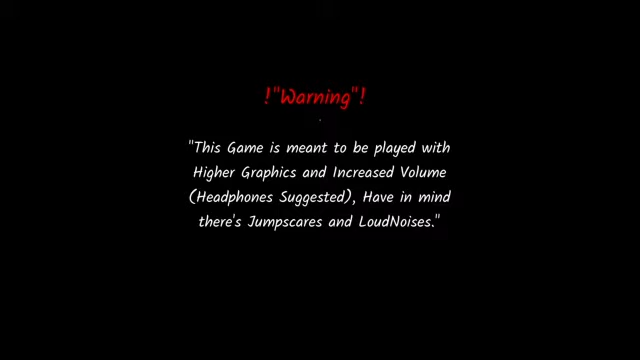 !"Warning"!
"This Game is meant to be played with
Higher Graphics and Increased Volume
(Headphones Suggested), Have in mind
there's Jumpscares and LoudNoises."